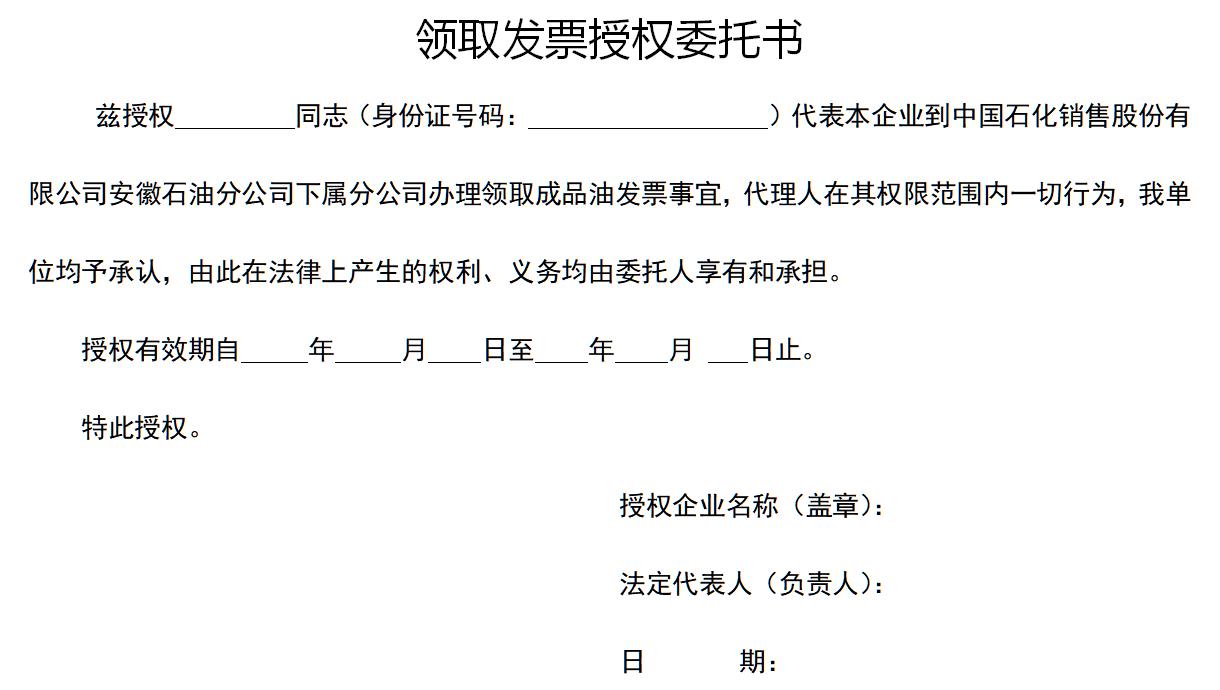 领取发票授权委托书
兹授权_________同志（身份证号码：__________________）代表本企业到中国石化销售股份有
限公司安徽石油分公司下属分公司办理领取成品油发票事宜，代理人在其权限范围内一切行为，我单
位均予承认，由此在法律上产生的权利、义务均由委托人享有和承担。
授权有效期自_____年_____月____日至____年____月 ___日止。
特此授权。
授权企业名称（盖章）：
法定代表人（负责人）：
日 期：